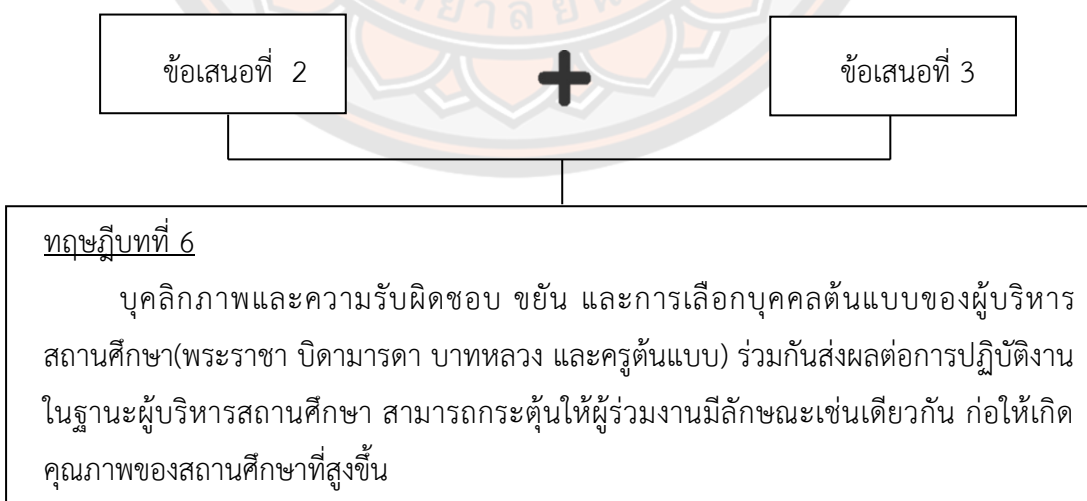 ข้อเสนอที่ 2
ข้อเสนอที่ 3
ทฤษฎีบทที่ 6
บุคลิกภาพและความรับผิดชอบ ขยัน และการเลือกบุคคลต้นแบบของผู้บริหาร
สถานศึกษา(พระราชา บิดามารดา บาทหลวง และครูต้นแบบ) ร่วมกันส่งผลต่อการปฏิบัติงาน
ในฐานะผู้บริหารสถานศึกษา สามารถกระตุ้นให้ผู้ร่วมงานมีลักษณะเช่นเดียวกัน ก่อให้เกิด
คุณภาพของสถานศึกษาที่สูงขึ้น